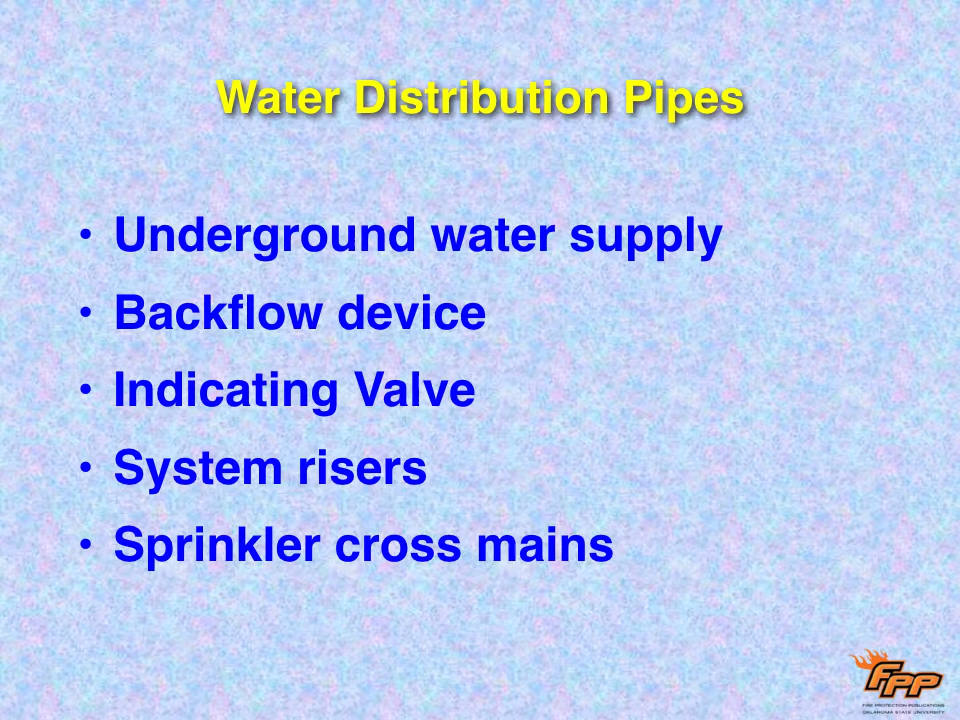 Water Distribution Pipes
• Underground water supply
• Backflow device
• Indicating Valve
• System risers
• Sprinkler cross mains
FPP
FIRE PROTECTION PUBLICATIONS
OKLAHOMA STATE UNIVERSITY